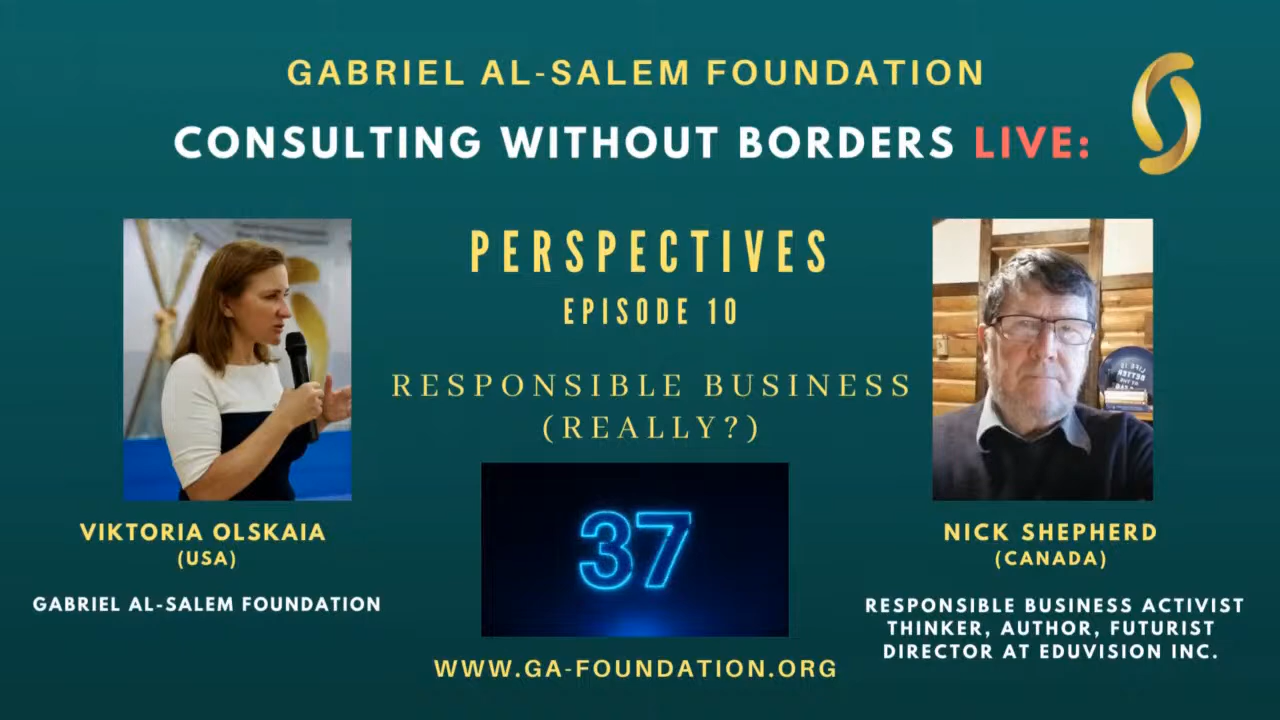 GABRIEL AL-SALEM FOUNDATION
CONSULTING WITHOUT BORDERS LIVE:
PERSPECTIVES
EPISODE 10
RESPONSIBLE BUSINESS
(REALLY?)
37
VIKTORIA OLSKAIA
(USA)
GABRIEL AL-SALEM FOUNDATION
NICK SHEPHERD
(CANADA)
RESPONSIBLE BUSINESS ACTIVIST
THINKER, AUTHOR, FUTURIST
DIRECTOR AT EDUVISION INC.
WWW.GA-FOUNDATION.ORG